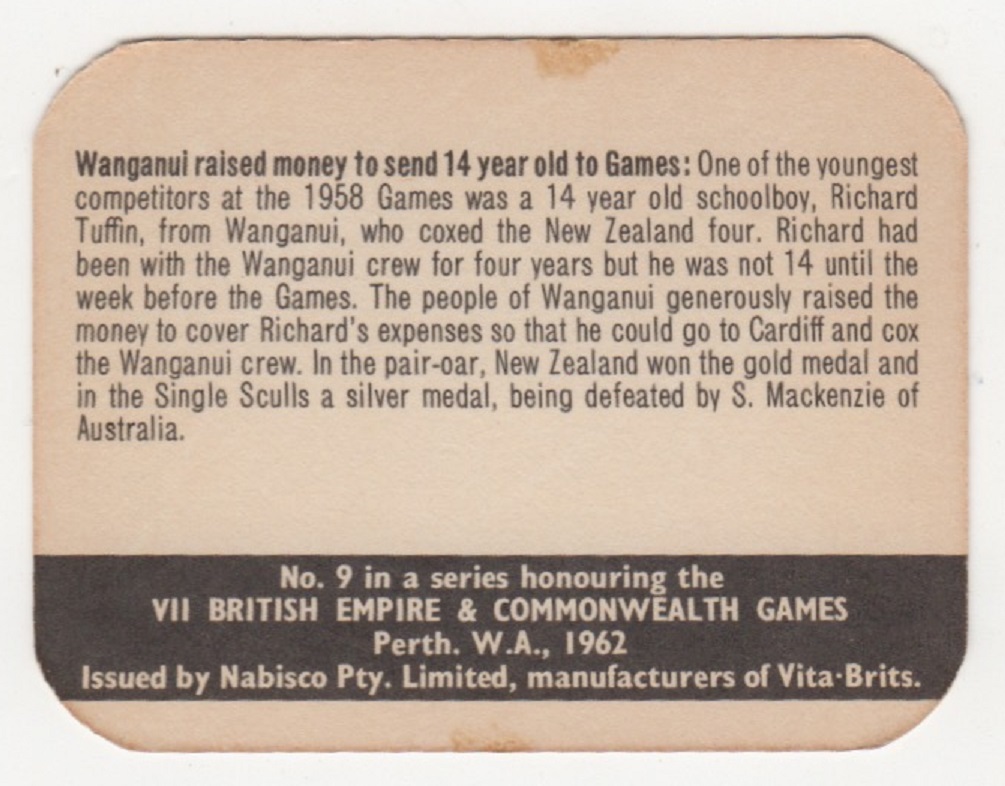 Wanganui raised money to send 14 year old to Games: One of the youngest
competitors at the 1958 Games was a 14 year old schoolboy, Richard
Tuffin, from Wanganui, who coxed the New Zealand four. Richard had
been with the Wanganui crew for four years but he was not 14 until the
week before the Games. The people of Wanganui generously raised the
money to cover Richard's expenses so that he could go to Cardiff and cox
the Wanganui crew. In the pair-oar, New Zealand won the gold medal and
in the Single Sculls a silver medal, being defeated by S. Mackenzie of
Australia.
No. 9 in a series honouring the
VII BRITISH EMPIRE & COMMONWEALTH GAMES
Perth. W.A., 1962
Issued by Nabisco Pty. Limited, manufacturers of Vita·Brits.